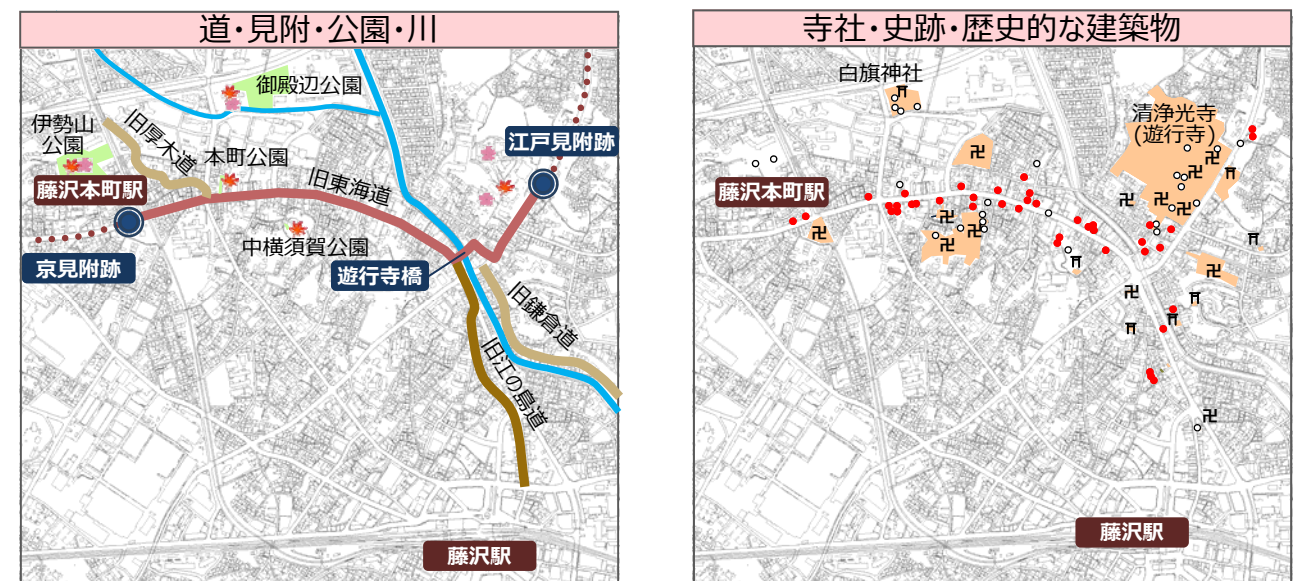 道・見附・公園・川
御殿辺公園
伊勢山
公園
旧厚木道
本町公園
江戸見附跡
藤沢本町駅
旧東海道
中横須賀公園
京見附跡
遊行寺橋
旧鎌倉道
旧江の島道
藤沢駅
寺社・史跡・歴史的な建築物
白旗神社
清浄光寺
(遊行寺)
藤沢本町駅
藤沢駅